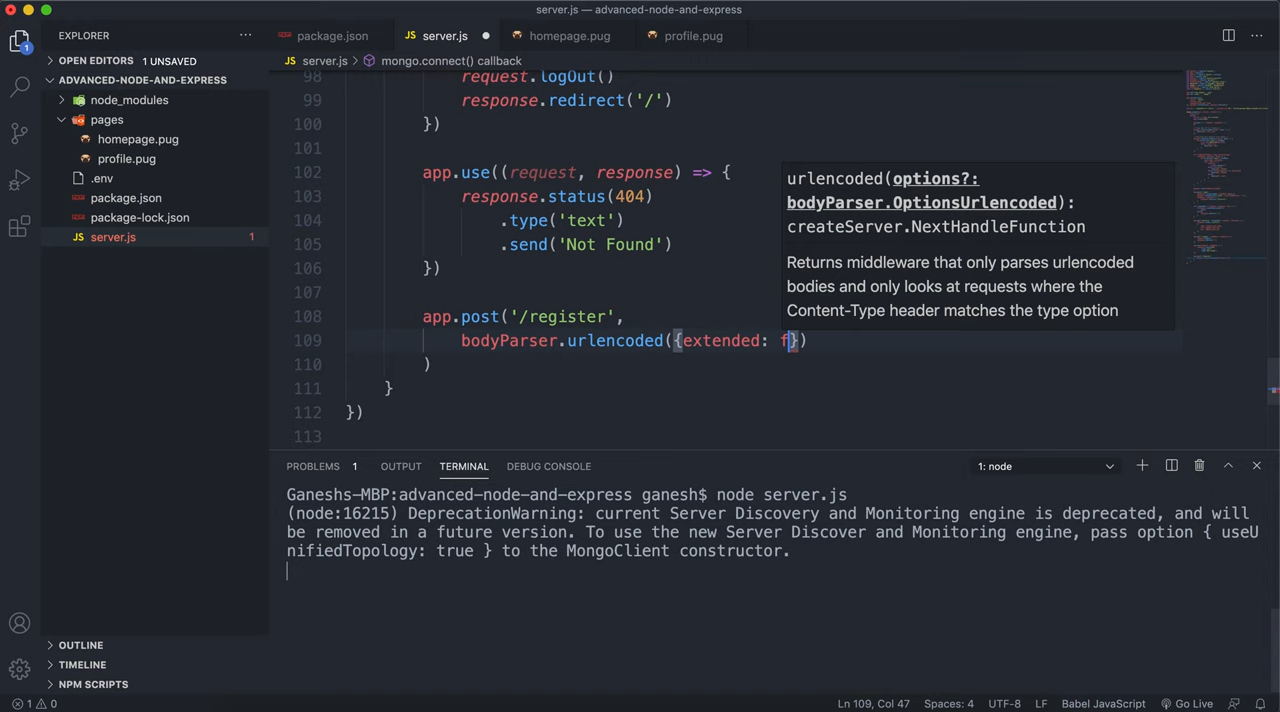 server.js — advanced-node-and-express
EXPLORER
package.json
JS server.js
homepage.pug
profile.pug
OPEN EDITORS 1 UNSAVED
JS server.js > mongo.connect() callback
ADVANCED-NODE-AND-EXPRESS
node_modules
pages
homepage.pug
profile.pug
.env
package.json
package-lock.json
JS server.js 1
98 request.logOut()
99 response.redirect('/')
100 })
101
102 app.use((request, response) => {
103 response.status(404)
104 .type('text')
105 .send('Not Found')
106 })
107
108 app.post('/register',
109 bodyParser.urlencoded({extended: f})
110 )
111 }
112 })
113
urlencoded(options?:
bodyParser.OptionsUrlencoded):
createServer.NextHandleFunction
Returns middleware that only parses urlencoded
bodies and only looks at requests where the
Content-Type header matches the type option
PROBLEMS 1 OUTPUT TERMINAL DEBUG CONSOLE
1: node
Ganeshs-MBP:advanced-node-and-express ganesh$ node server.js
(node:16215) DeprecationWarning: current Server Discovery and Monitoring engine is deprecated, and will
be removed in a future version. To use the new Server Discover and Monitoring engine, pass option { useU
nifiedTopology: true } to the MongoClient constructor.
OUTLINE
TIMELINE
NPM SCRIPTS
1 0
Ln 109, Col 47 Spaces: 4 UTF-8 LF Babel JavaScript Go Live